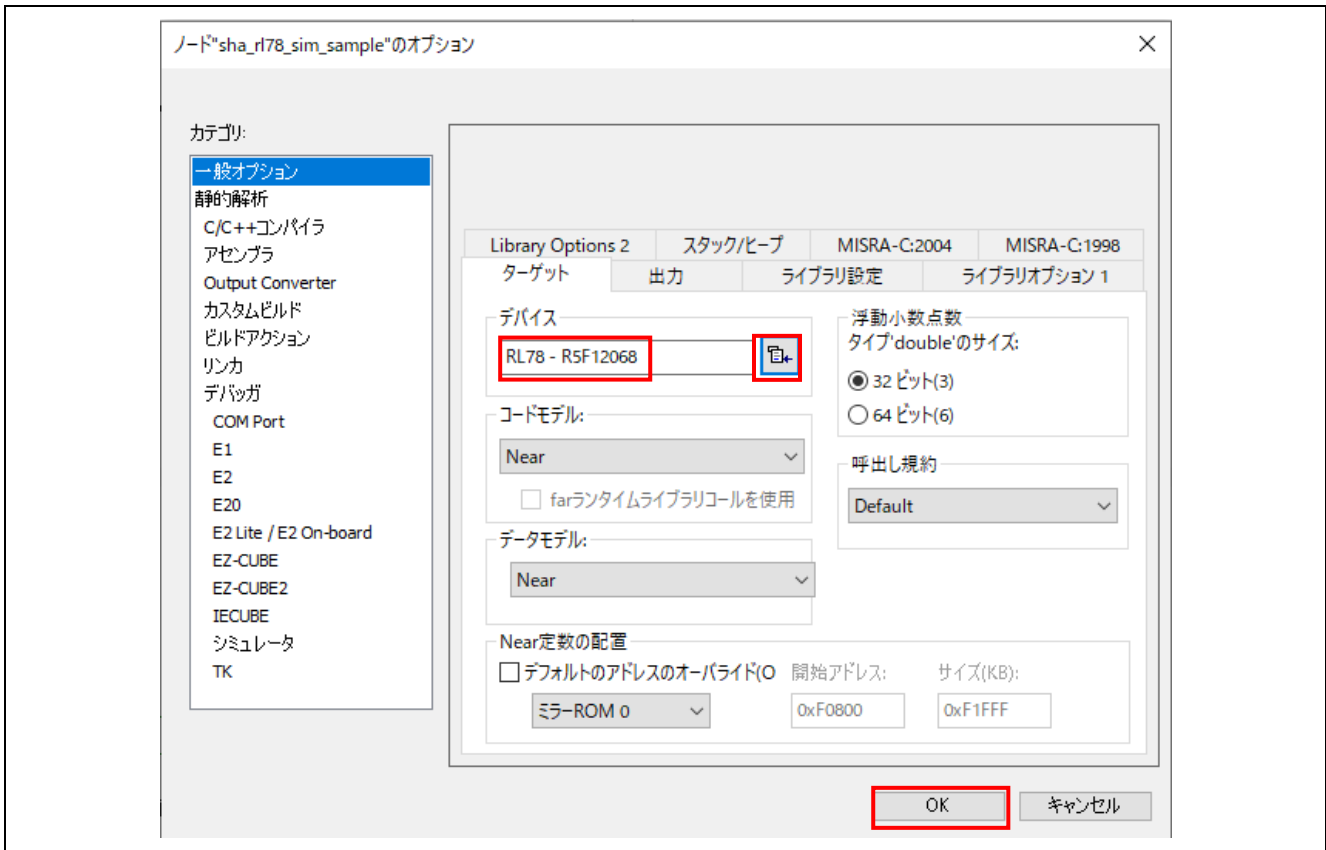 ノード"sha_rl78_sim_sample"のオプション
カテゴリ:
一般オプション
静的解析
C/C++コンパイラ
アセンブラ
Output Converter
カスタムビルド
ビルドアクション
リンカ
デバッガ
COM Port
E1
E2
E20
E2 Lite / E2 On-board
EZ-CUBE
EZ-CUBE2
IECUBE
シミュレータ
TK
Library Options 2 スタック/ヒープ MISRA-C:2004 MISRA-C:1998
ターゲット 出力 ライブラリ設定 ライブラリオプション 1
デバイス
RL78 - R5F12068
コードモデル:
Near
farランタイムライブラリコールを使用
データモデル:
Near
浮動小数点数
タイプ'double'のサイズ:
32 ビット(3)
64 ビット(6)
呼出し規約
Default
Near定数の配置
デフォルトのアドレスのオーバライド(O 開始アドレス: サイズ(KB):
ミラーROM 0 0xF0800 0xF1FFF
OK キャンセル